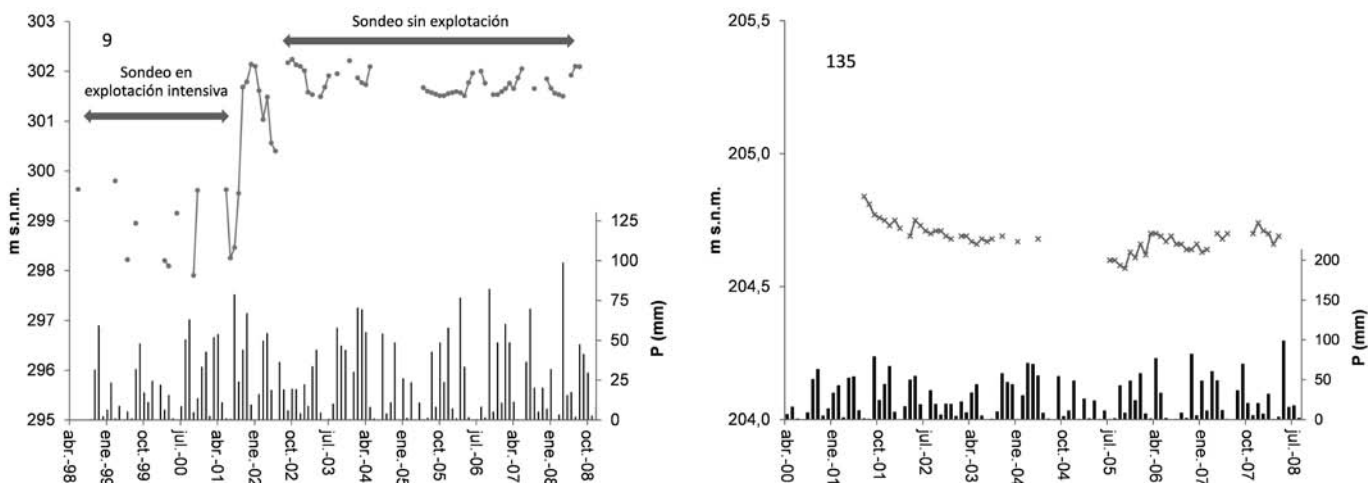 9
Sondeo en
explotación intensiva
Sondeo sin explotación
m s.n.m.
303
302
301
300
299
298
297
296
295
P (mm)
125
100
75
50
25
0
abr.-98
ene.-99
oct.-99
jul.-00
abr.-01
ene.-02
oct.-02
jul.-03
abr.-04
ene.-05
oct.-05
jul.-06
abr.-07
ene.-08
oct.-08
135
m s.n.m.
205,5
205,0
204,5
204,0
P (mm)
200
150
100
50
0
abr.-00
ene.-01
oct.-01
jul.-02
abr.-03
ene.-04
oct.-04
jul.-05
abr.-06
ene.-07
oct.-07
jul.-08